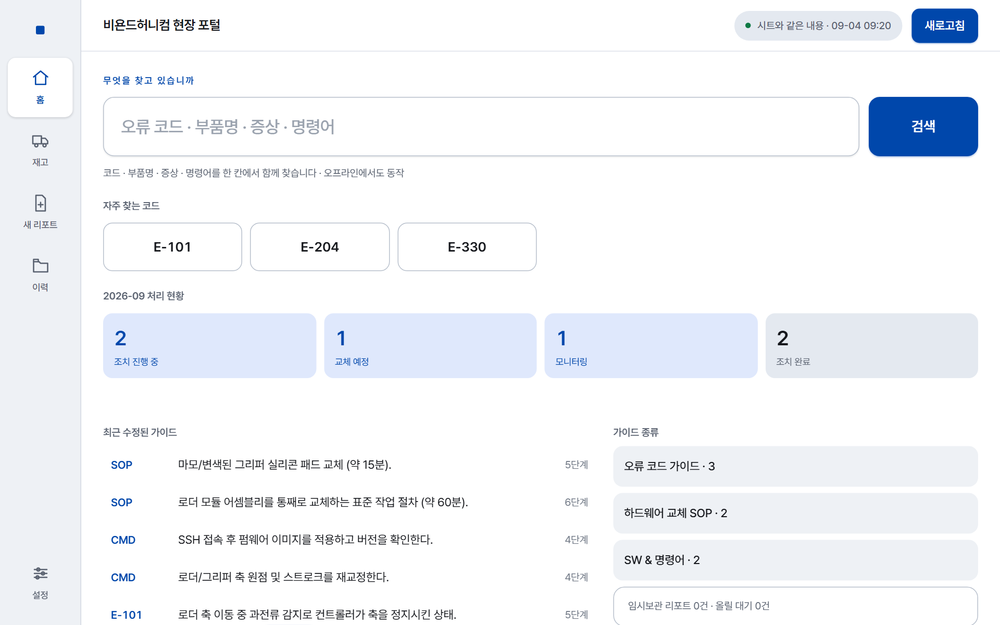 비욘드허니컴 현장 포털
시트와 같은 내용 · 09-04 09:20
새로고침
홈
재고
새 리포트
이력
설정
무엇을 찾고 있습니까
오류 코드 · 부품명 · 증상 · 명령어
검색
코드 · 부품명 · 증상 · 명령어를 한 칸에서 함께 찾습니다 · 오프라인에서도 동작
자주 찾는 코드
E-101
E-204
E-330
2026-09 처리 현황
2
조치 진행 중
1
교체 예정
1
모니터링
2
조치 완료
최근 수정된 가이드
SOP 마모/변색된 그리퍼 실리콘 패드 교체 (약 15분). 5단계
SOP 로더 모듈 어셈블리를 통째로 교체하는 표준 작업 절차 (약 60분). 6단계
CMD SSH 접속 후 펌웨어 이미지를 적용하고 버전을 확인한다. 4단계
CMD 로더/그리퍼 축 원점 및 스트로크를 재교정한다. 4단계
E-101 로더 축 이동 중 과전류 감지로 컨트롤러가 축을 정지시킨 상태. 5단계
가이드 종류
오류 코드 가이드 · 3
하드웨어 교체 SOP · 2
SW & 명령어 · 2
임시보관 리포트 0건 · 올릴 대기 0건